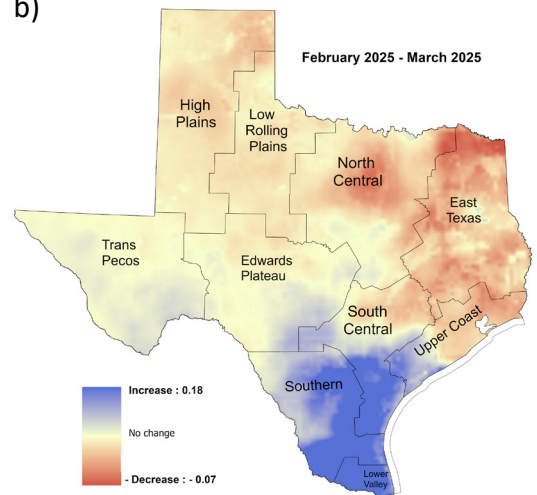 b)
February 2025 - March 2025
High
Plains
Low
Rolling
Plains
North
Central
East
Texas
Trans
Pecos
Edwards
Plateau
South
Central
Upper Coast
Southern
Lower
Valley
Increase : 0.18
No change
- Decrease : - 0.07